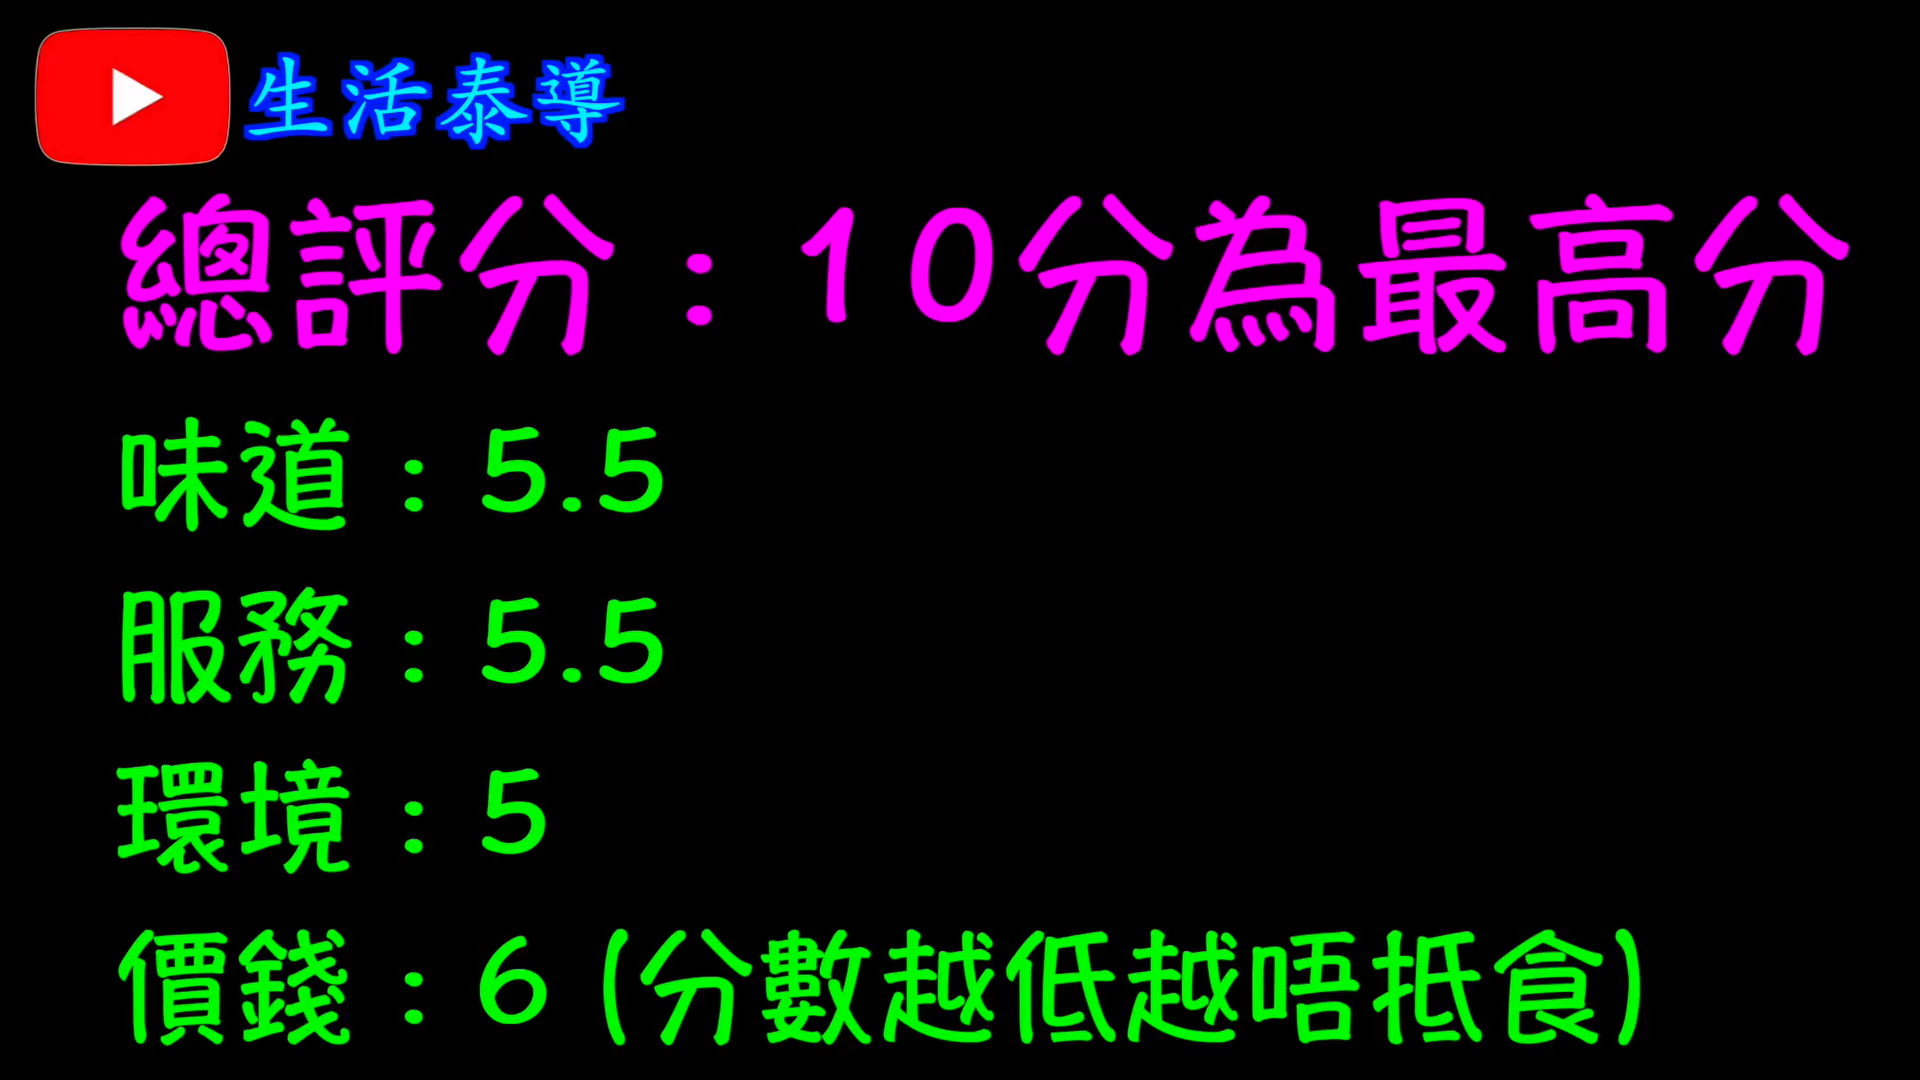 生活泰導
總評分：10分為最高分
味道：5.5
服務：5.5
環境：5
價錢：6 (分數越低越唔抵食)